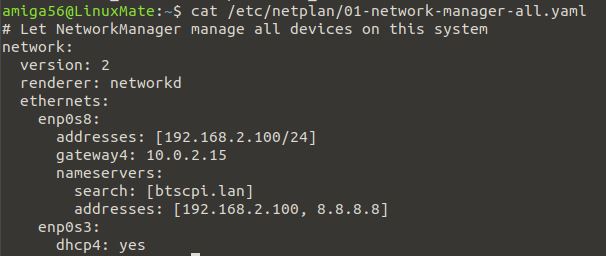 amiga56@LinuxMate:~$ cat /etc/netplan/01-network-manager-all.yaml
# Let NetworkManager manage all devices on this system
network:
  version: 2
  renderer: networkd
  ethernets:
    enp0s8:
      addresses: [192.168.2.100/24]
      gateway4: 10.0.2.15
      nameservers:
        search: [btscpi.lan]
        addresses: [192.168.2.100, 8.8.8.8]
    enp0s3:
      dhcp4: yes